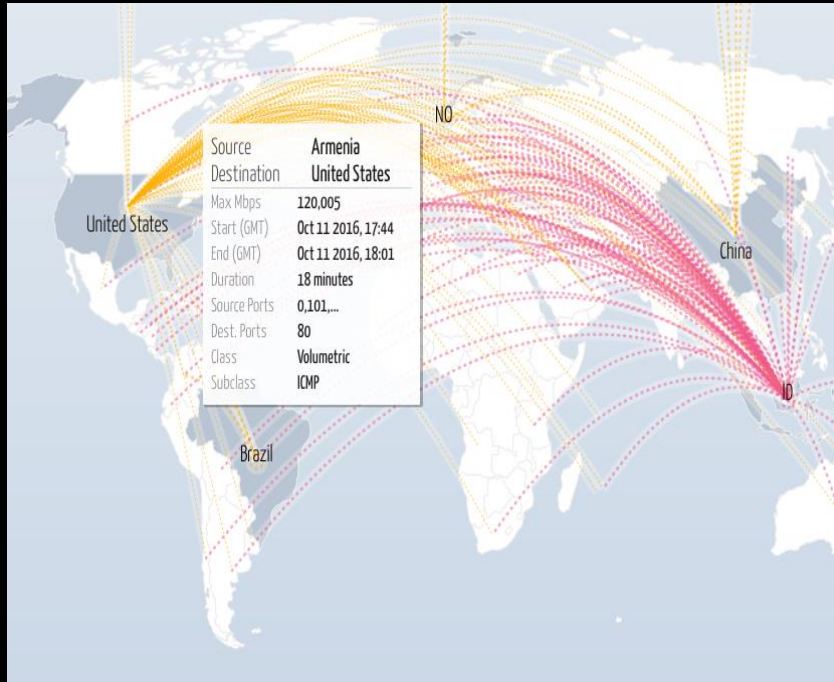 NO
Source Armenia
Destination United States
Max Mbps 120,005
Start (GMT) Oct 11 2016, 17:44
End (GMT) Oct 11 2016, 18:01
Duration 18 minutes
Source Ports 0,101,...
Dest. Ports 80
Class Volumetric
Subclass ICMP
United States
China
ID
Brazil